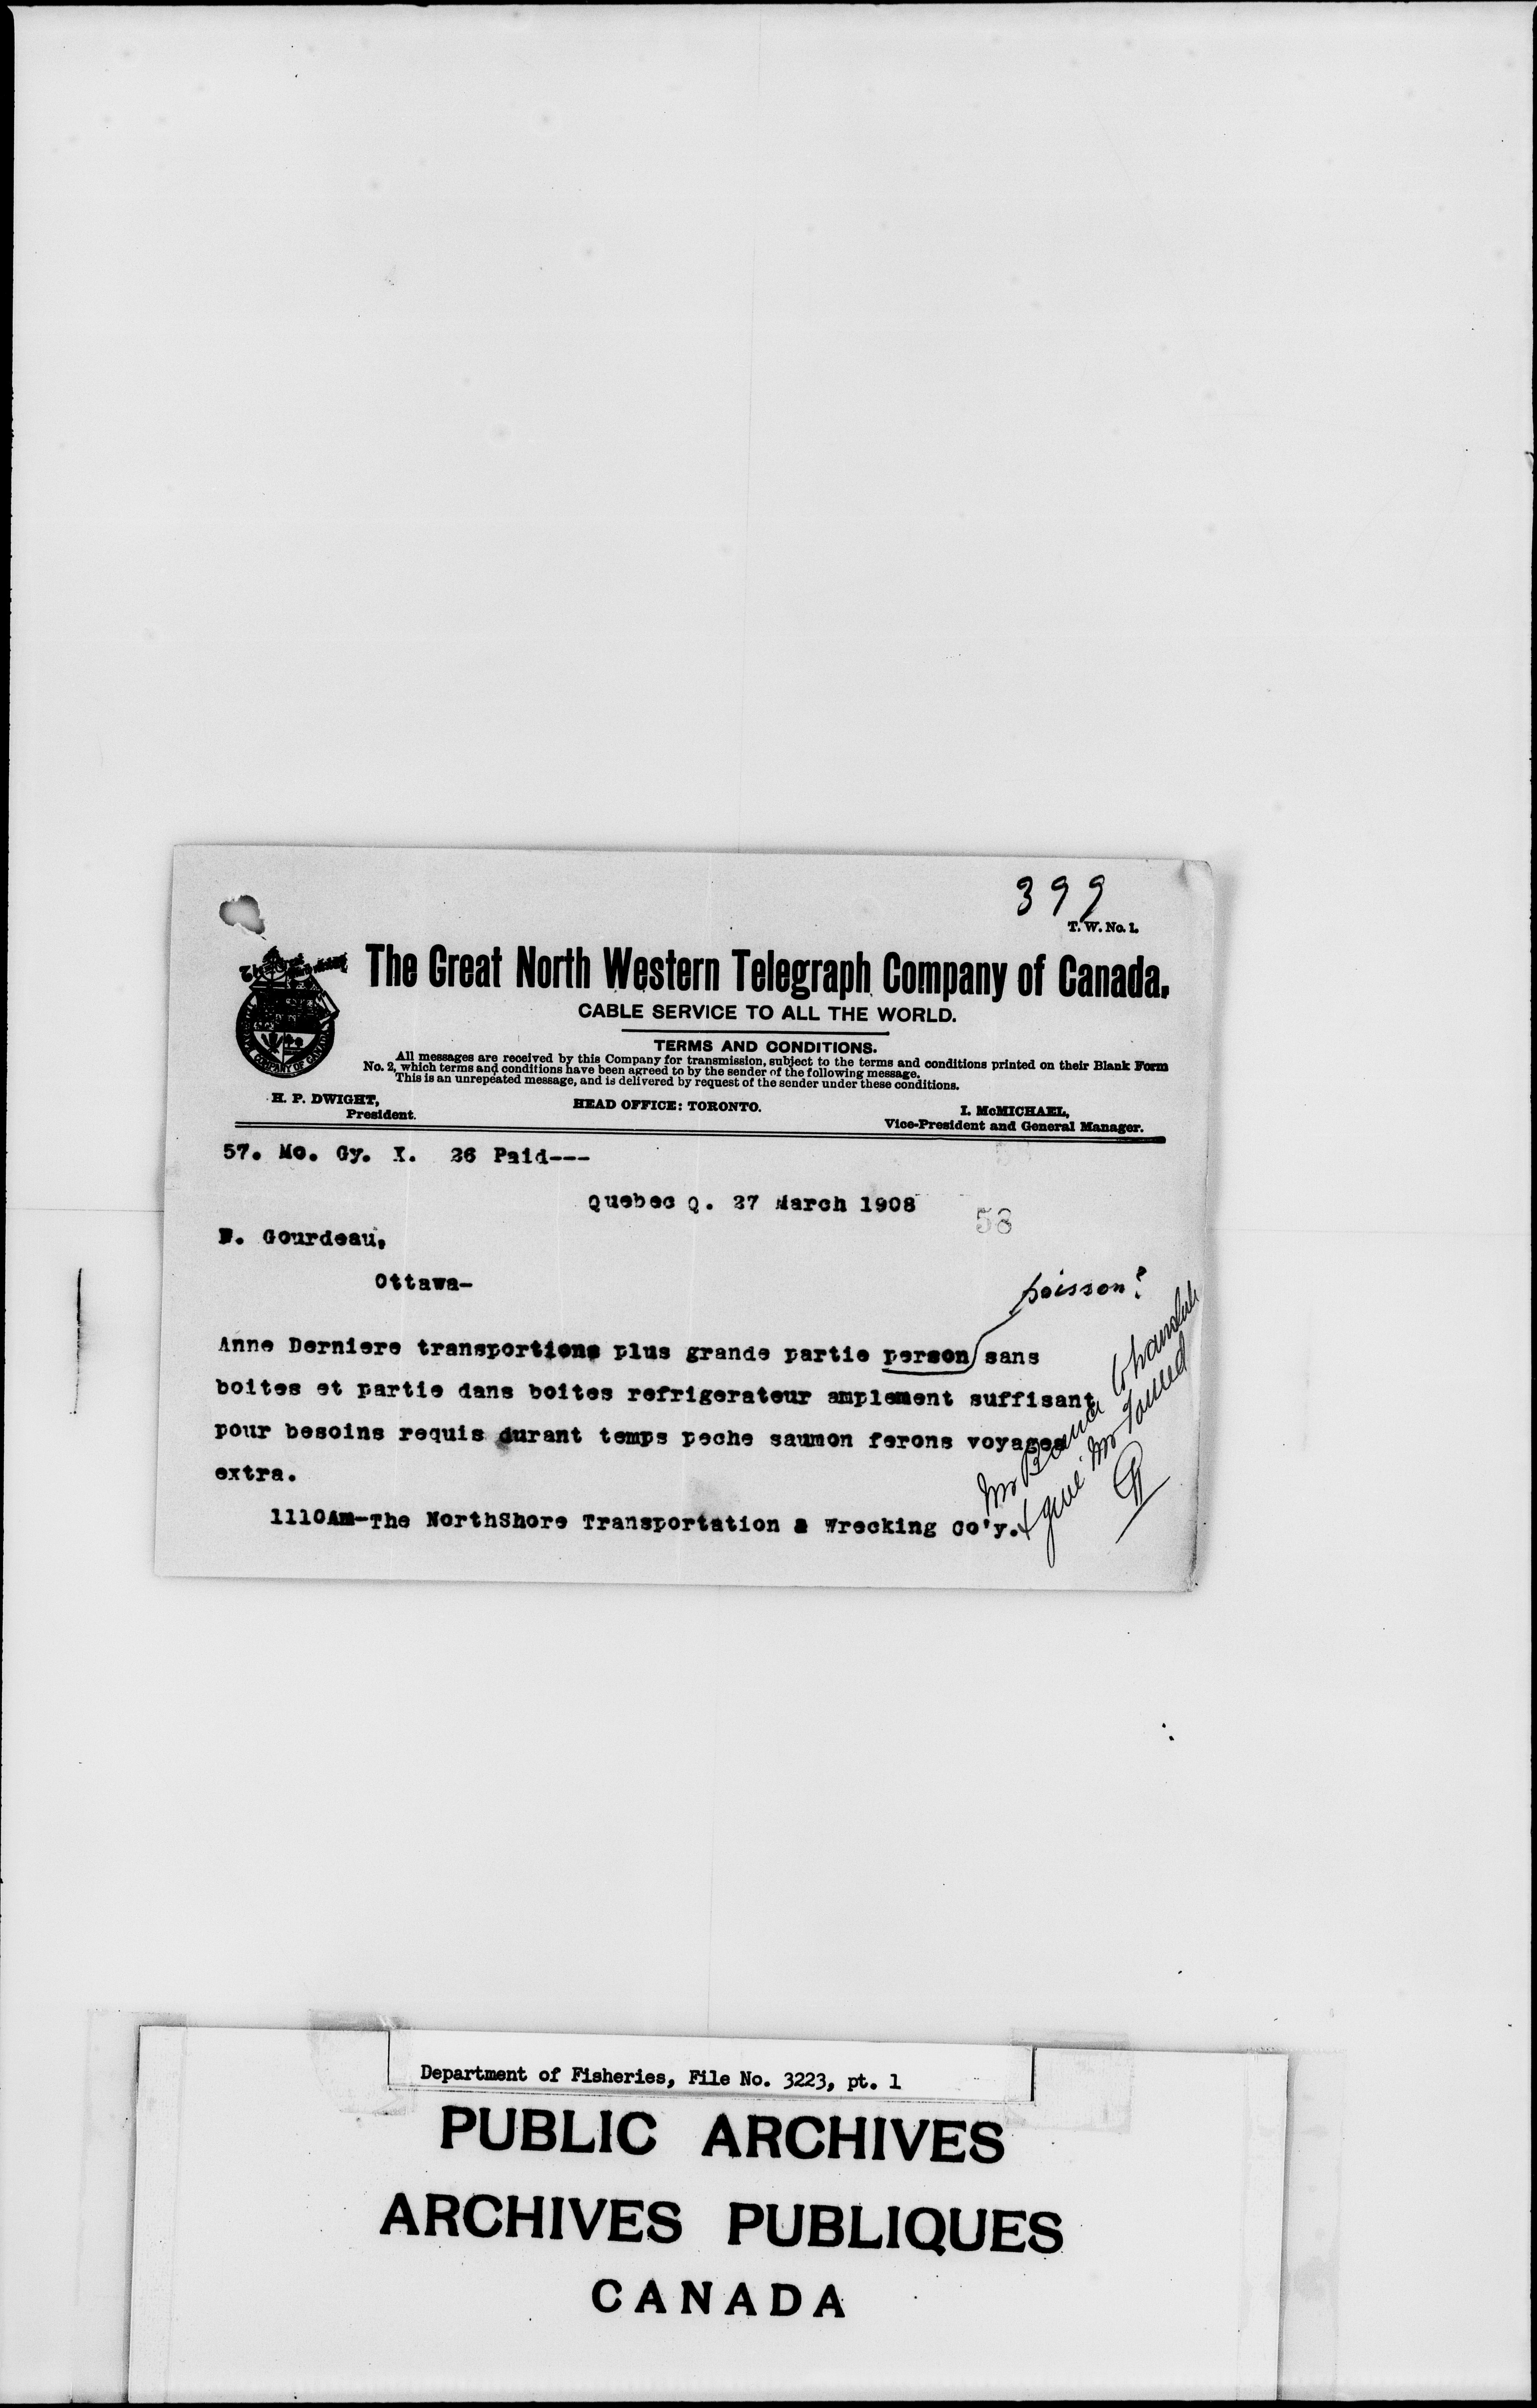 399
T. W. No. 1.
The Great North Western Telegraph Company of Canada.
CABLE SERVICE TO ALL THE WORLD.
TERMS AND CONDITIONS.
All messages are received by this Company for transmission, subject to the terms and conditions printed on their Blank Form
No. 2, which terms and conditions have been agreed to by the sender of the following message.
This is an unrepeated message, and is delivered by request of the sender under these conditions.
H. P. DWIGHT,
President.
HEAD OFFICE: TORONTO.
I. McMICHAEL,
Vice-President and General Manager.
57. Mo. Gy. X. 26 Paid---
Quebec Q. 27 March 1908
58
F. Gourdeau,
Ottawa-
poisson?
Anne Derniere transportions plus grande partie person sans
boites et partie dans boites refrigerateur amplement suffisant
pour besoins requis durant temps peche saumon ferons voyages
extra.
1110Am-The NorthShore Transportation & Wrecking Co'y.
Mr
give Mr
Department of Fisheries, File No. 3223, pt. 1
PUBLIC ARCHIVES
ARCHIVES PUBLIQUES
CANADA